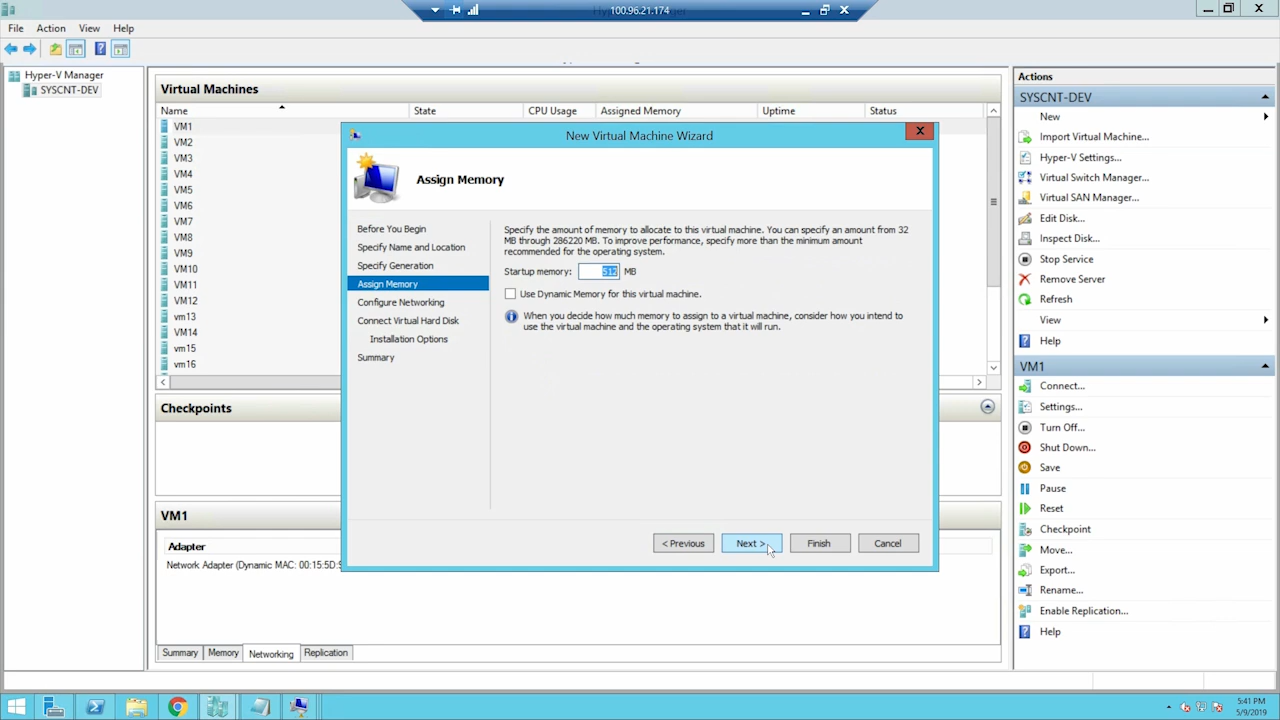 100.96.21.174
File Action View Help
Hyper-V Manager
SYSCNT-DEV
Virtual Machines
Name State CPU Usage Assigned Memory Uptime Status
VM1
VM2
VM3
VM4
VM5
VM6
VM7
VM8
VM9
VM10
VM11
VM12
vm13
VM14
vm15
vm16
Checkpoints
VM1
Adapter
Network Adapter (Dynamic MAC: 00:15:5D:
Summary Memory Networking Replication
New Virtual Machine Wizard
Assign Memory
Before You Begin
Specify Name and Location
Specify Generation
Assign Memory
Configure Networking
Connect Virtual Hard Disk
Installation Options
Summary
Specify the amount of memory to allocate to this virtual machine. You can specify an amount from 32
MB through 286220 MB. To improve performance, specify more than the minimum amount
recommended for the operating system.
Startup memory: 512 MB
Use Dynamic Memory for this virtual machine.
When you decide how much memory to assign to a virtual machine, consider how you intend to
use the virtual machine and the operating system that it will run.
< Previous Next > Finish Cancel
Actions
SYSCNT-DEV
New
Import Virtual Machine...
Hyper-V Settings...
Virtual Switch Manager...
Virtual SAN Manager...
Edit Disk...
Inspect Disk...
Stop Service
Remove Server
Refresh
View
Help
VM1
Connect...
Settings...
Turn Off...
Shut Down...
Save
Pause
Reset
Checkpoint
Move...
Export...
Rename...
Enable Replication...
Help
5:41 PM
5/9/2019